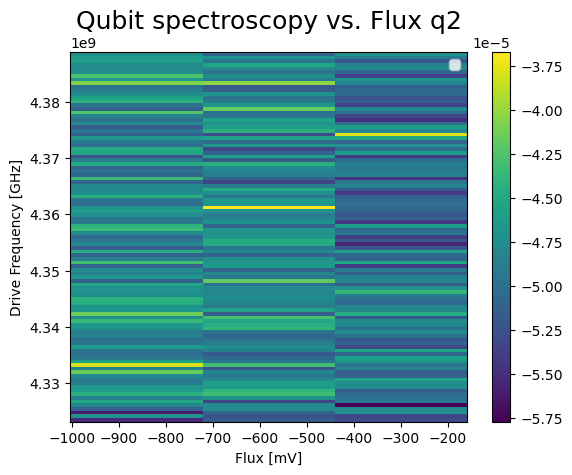 Qubit spectroscopy vs. Flux q2
1e9
1e−5
4.38
4.37
4.36
4.35
4.34
4.33
Drive Frequency [GHz]
−1000 −900 −800 −700 −600 −500 −400 −300 −200
Flux [mV]
−3.75
−4.00
−4.25
−4.50
−4.75
−5.00
−5.25
−5.50
−5.75